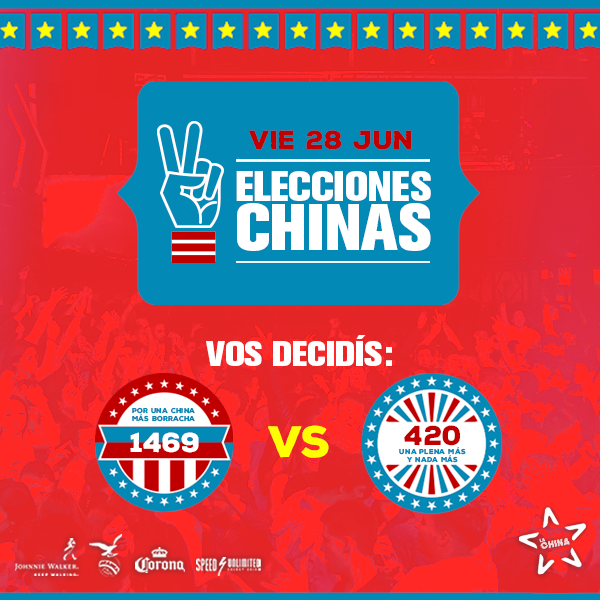 VIE 28 JUN
ELECCIONES
CHINAS
VOS DECIDÍS:
POR UNA CHINA
MÁS BORRACHA
1469
VS
420
UNA PLENA MÁS
Y NADA MÁS
JOHNNIE WALKER.
KEEP WALKING.
Corona
SPEED UNLIMITED
LA
CHINA